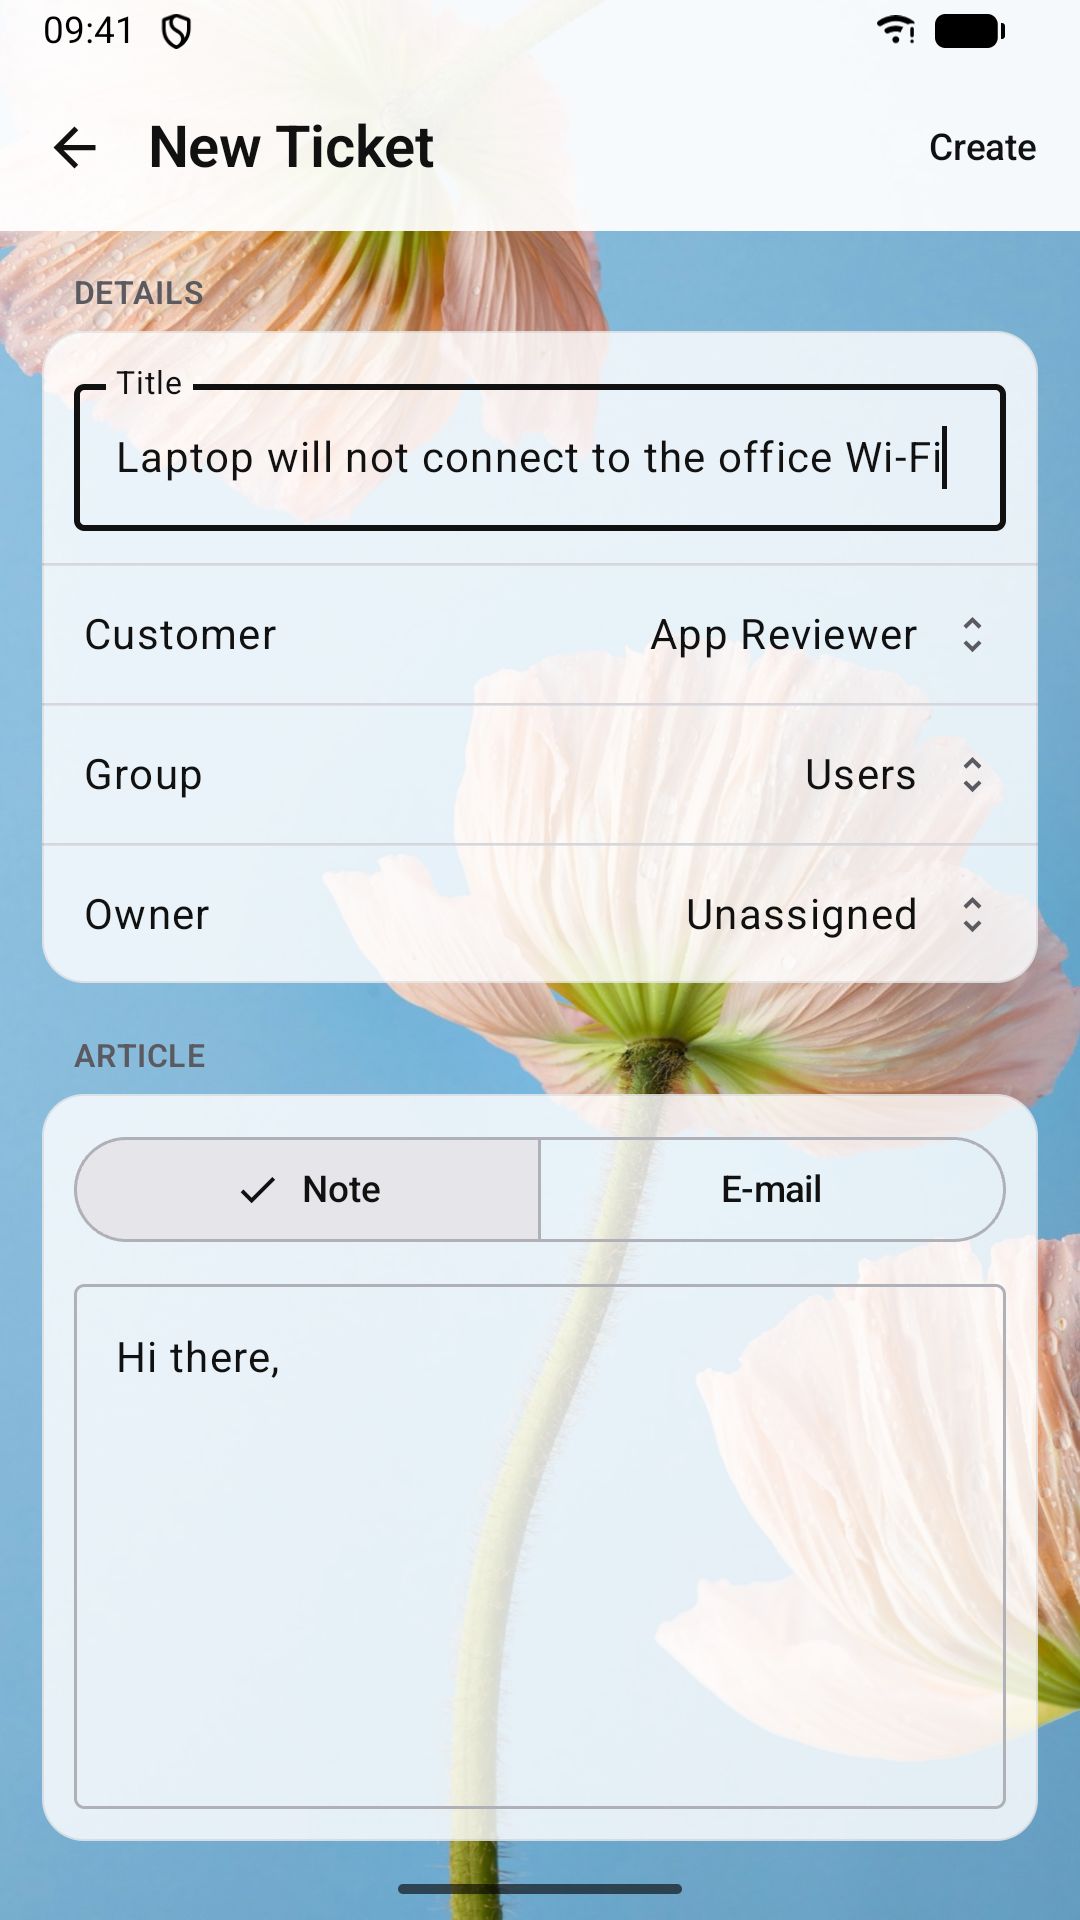 09:41
New Ticket
Create
DETAILS
Title
Laptop will not connect to the office Wi-Fi
Customer
App Reviewer
Group
Users
Owner
Unassigned
ARTICLE
Note
E-mail
Hi there,